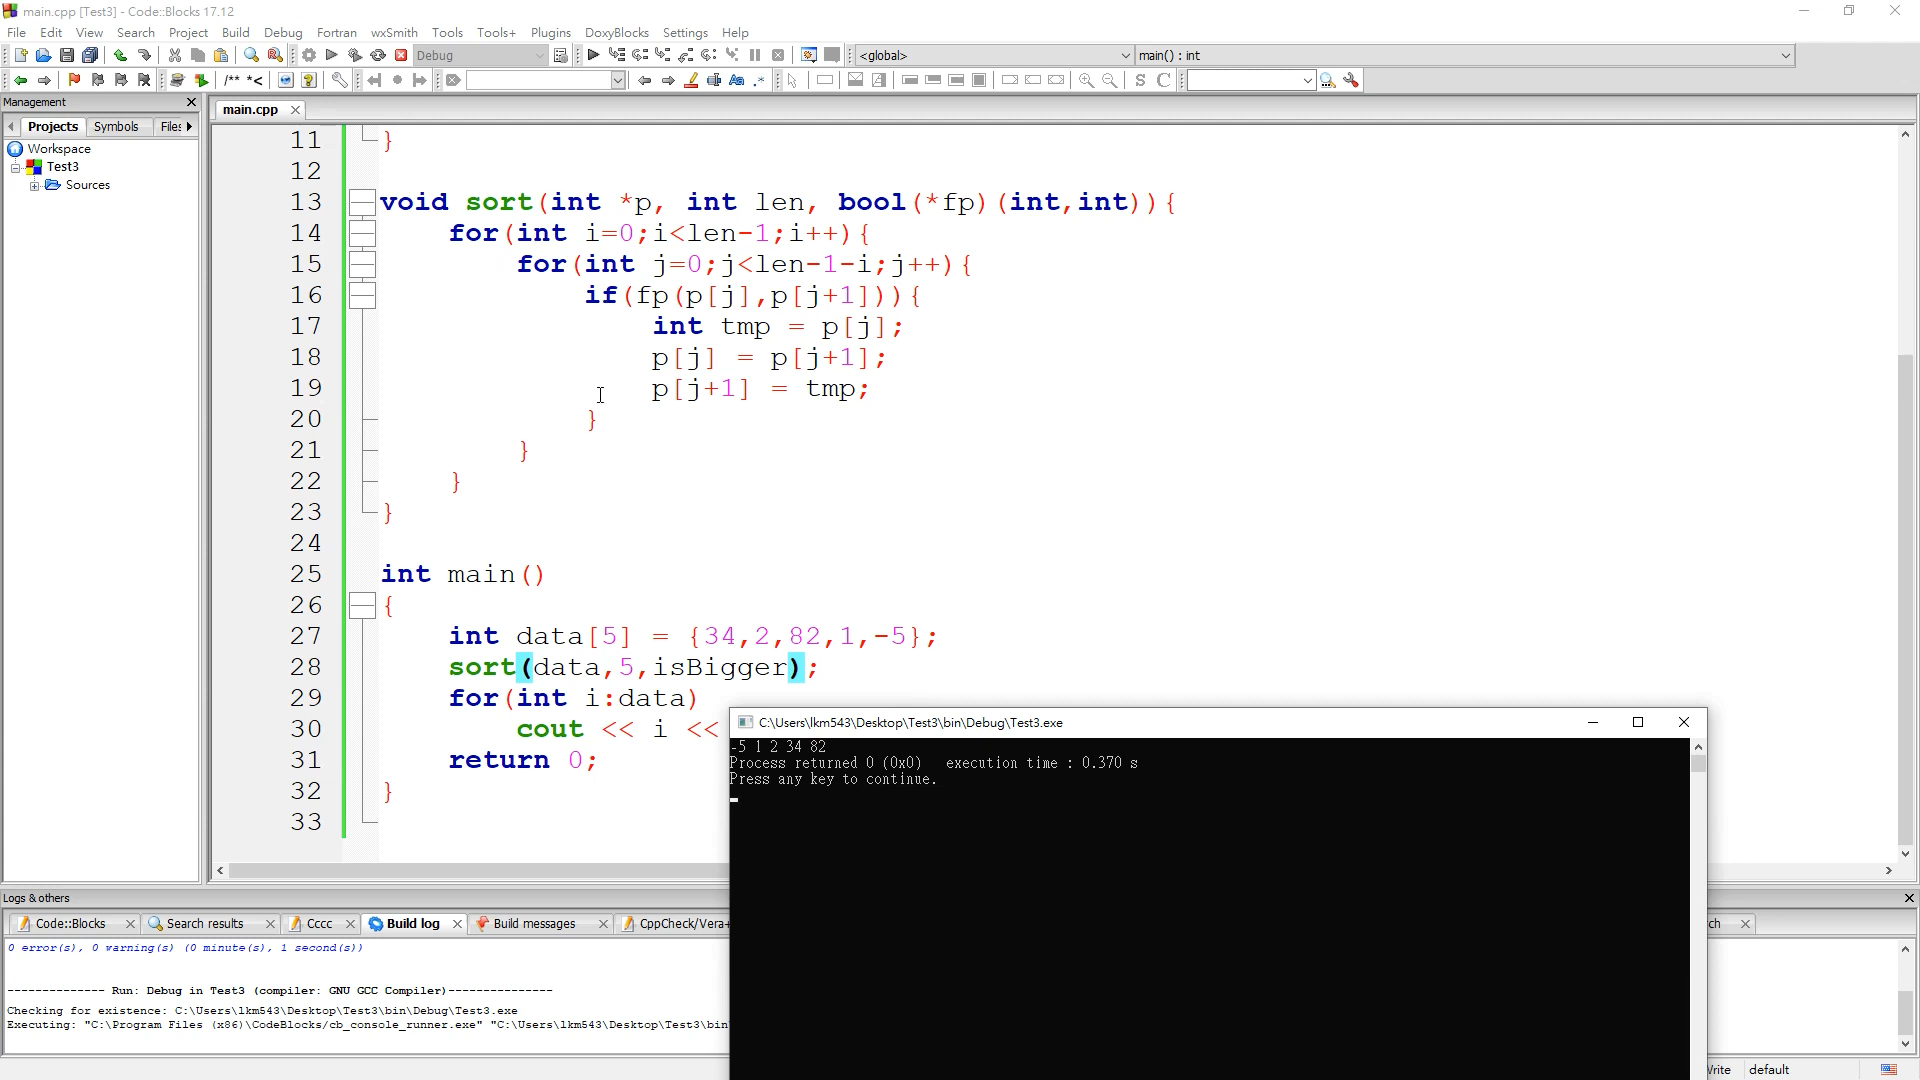 main.cpp [Test3] - Code::Blocks 17.12
File Edit View Search Project Build Debug Fortran wxSmith Tools Tools+ Plugins DoxyBlocks Settings Help
Debug
<global>
main() : int
/** *<
Aa .*
S C
Management
main.cpp
Projects Symbols Files
Workspace
Test3
Sources
11 }
12
13 void sort(int *p, int len, bool(*fp)(int,int)){
14 for(int i=0;i<len-1;i++){
15 for(int j=0;j<len-1-i;j++){
16 if(fp(p[j],p[j+1])){
17 int tmp = p[j];
18 p[j] = p[j+1];
19 p[j+1] = tmp;
20 }
21 }
22 }
23 }
24
25 int main()
26 {
27 int data[5] = {34,2,82,1,-5};
28 sort(data,5,isBigger);
29 for(int i:data)
30 cout << i <<
31 return 0;
32 }
33
C:\Users\lkm543\Desktop\Test3\bin\Debug\Test3.exe
-5 1 2 34 82
Process returned 0 (0x0) execution time : 0.370 s
Press any key to continue.
Logs & others
Code::Blocks Search results Cccc Build log Build messages CppCheck/Vera+ ch
0 error(s), 0 warning(s) (0 minute(s), 1 second(s))
-------------- Run: Debug in Test3 (compiler: GNU GCC Compiler)---------------
Checking for existence: C:\Users\lkm543\Desktop\Test3\bin\Debug\Test3.exe
Executing: "C:\Program Files (x86)\CodeBlocks/cb_console_runner.exe" "C:\Users\lkm543\Desktop\Test3\bin
Write default